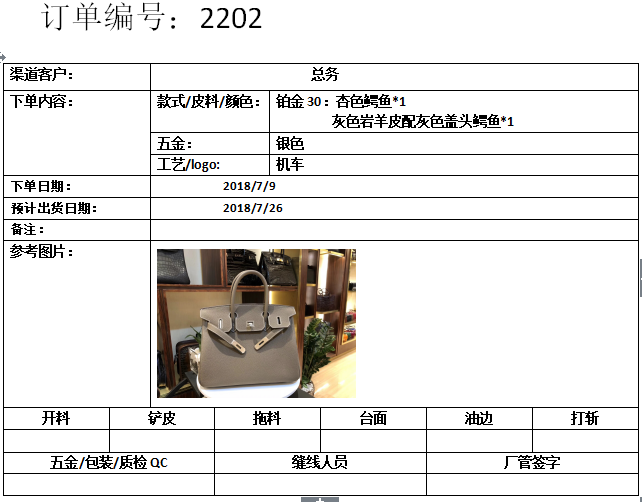 订单编号：2202
渠道客户： 总务
下单内容： 款式/皮料/颜色： 铂金 30：杏色鳄鱼*1
灰色岩羊皮配灰色盖头鳄鱼*1
五金： 银色
工艺/logo: 机车
下单日期： 2018/7/9
预计出货日期： 2018/7/26
备注：
参考图片：
开料 铲皮 拖料 台面 油边 打斩
五金/包装/质检 QC 缝线人员 厂管签字